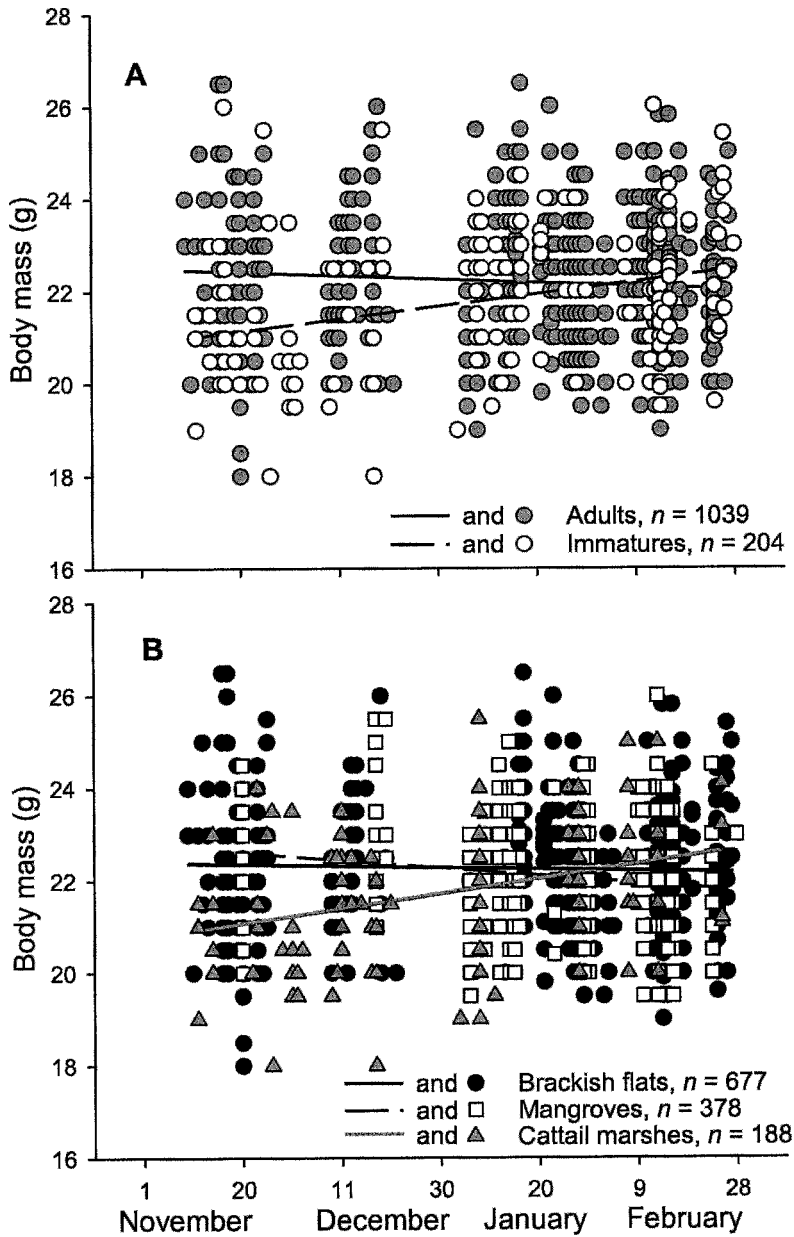 28
A
26
24
Body mass (g)
22
20
18
and Adults, n = 1039
and Immatures, n = 204
16
28
B
26
24
Body mass (g)
22
20
18
and Brackish flats, n = 677
and Mangroves, n = 378
and Cattail marshes, n = 188
16
1 20 11 30 20 9 28
November December January February